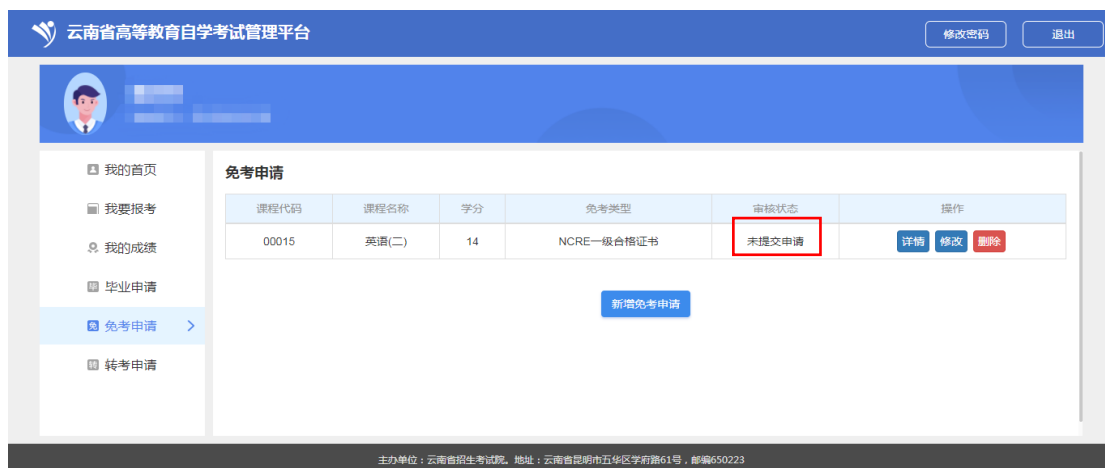 云南省高等教育自学考试管理平台 修改密码 退出
我的首页
我要报考
我的成绩
毕业申请
免考申请
转考申请
免考申请
课程代码 课程名称 学分 免考类型 审核状态 操作
00015 英语(二) 14 NCRE一级合格证书 未提交申请 详情 修改 删除
新增免考申请
主办单位：云南省招生考试院。地址：云南省昆明市五华区学府路61号，邮编650223